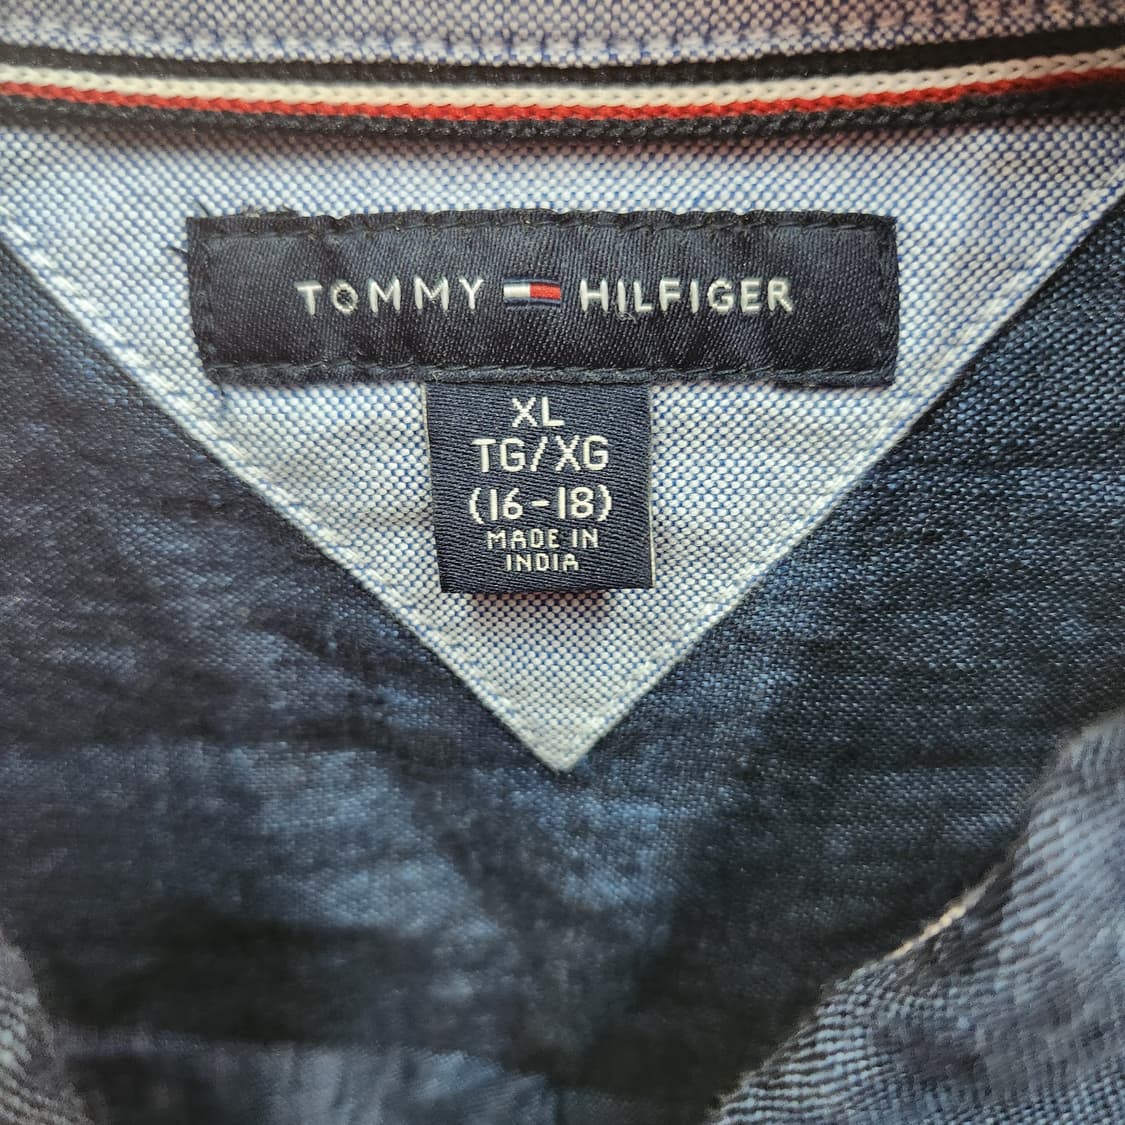 TOMMY HILFIGER
XL
TG/XG
(16-18)
MADE IN
INDIA